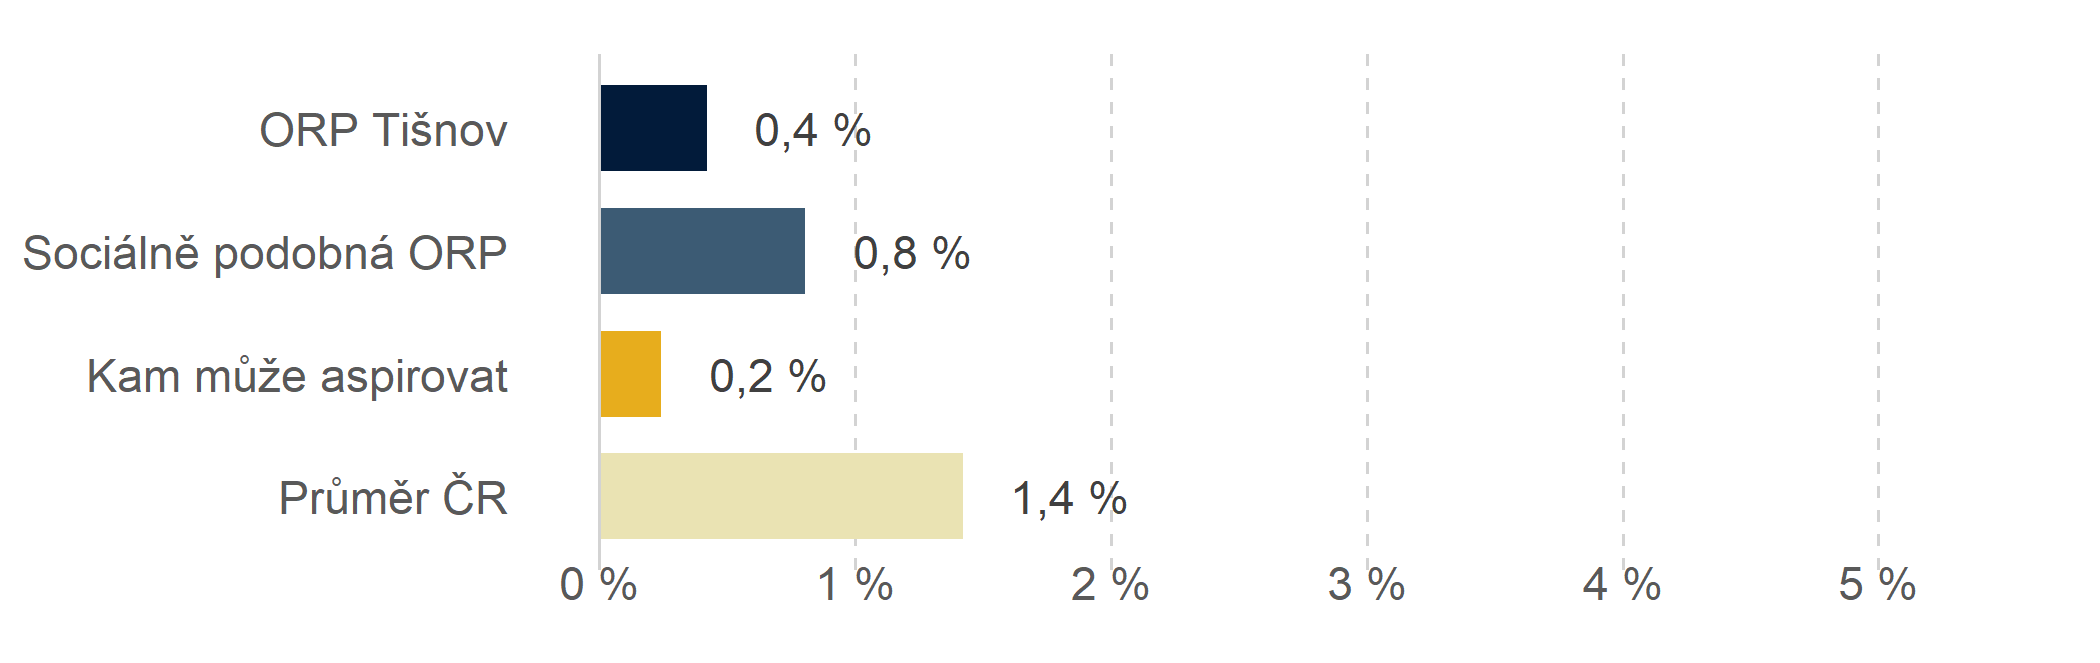 ORP Tišnov 0,4 %
Sociálně podobná ORP 0,8 %
Kam může aspirovat 0,2 %
Průměr ČR 1,4 %
0 % 1 % 2 % 3 % 4 % 5 %